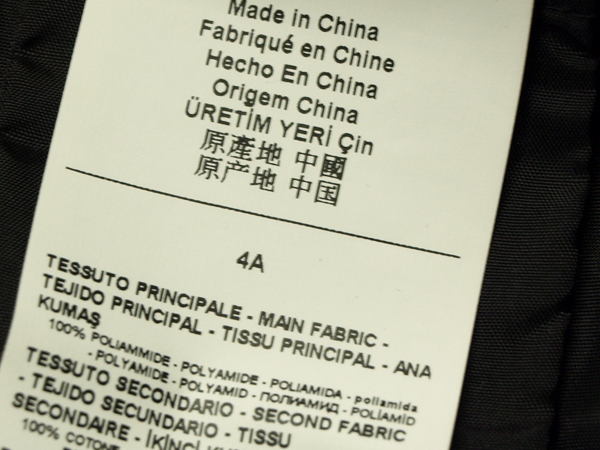 Made in China
Fabriqué en Chine
Hecho En China
Origem China
ÜRETİM YERİ Çin
原產地 中國
原产地 中国
4A
TESSUTO PRINCIPALE - MAIN FABRIC -
TEJIDO PRINCIPAL - TISSU PRINCIPAL - ANA
KUMAŞ
100% POLIAMMIDE - POLYAMIDE - POLIAMIDA - poliamida
- POLYAMIDE - POLYAMID - ПОЛИАМИД - POLİAMİD
TESSUTO SECONDARIO - SECOND FABRIC
- TEJIDO SECUNDARIO - TISSU
SECONDAIRE - İKİNCİ
100% COTONE